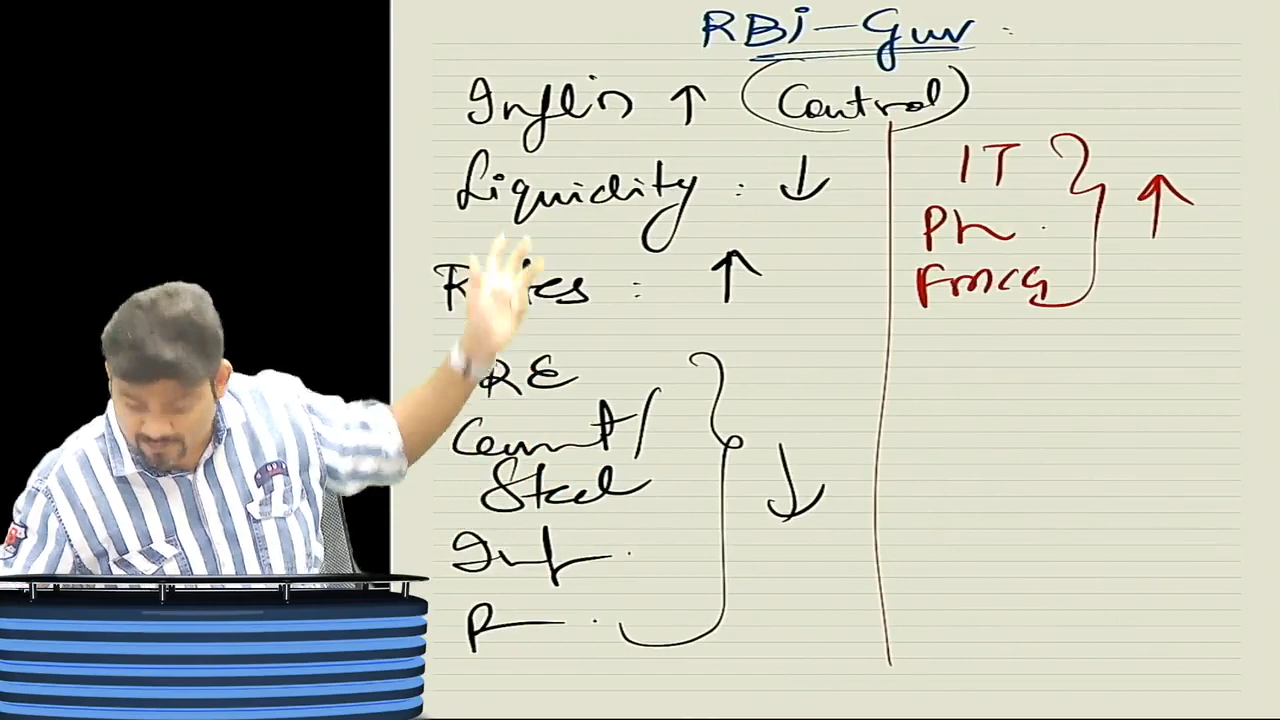 RBi-Guv
Inflin ↑ (Control)
Liquidity : ↓
Rates : ↑
RE
Cement/
Steel
Inf
↓
IT
Ph
FMCG
↑